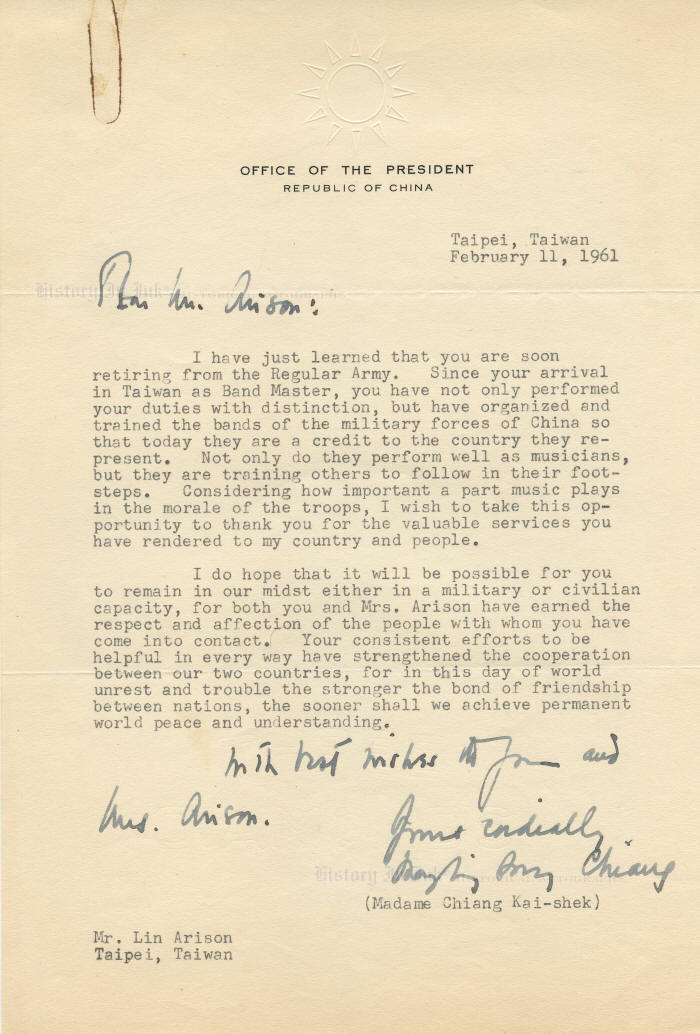 OFFICE OF THE PRESIDENT
REPUBLIC OF CHINA
Taipei, Taiwan
February 11, 1961
Dear Mr. Arison:
History In Ink
I have just learned that you are soon
retiring from the Regular Army. Since your arrival
in Taiwan as Band Master, you have not only performed
your duties with distinction, but have organized and
trained the bands of the military forces of China so
that today they are a credit to the country they re-
present. Not only do they perform well as musicians,
but they are training others to follow in their foot-
steps. Considering how important a part music plays
in the morale of the troops, I wish to take this op-
portunity to thank you for the valuable services you
have rendered to my country and people.
I do hope that it will be possible for you
to remain in our midst either in a military or civilian
capacity, for both you and Mrs. Arison have earned the
respect and affection of the people with whom you have
come into contact. Your consistent efforts to be
helpful in every way have strengthened the cooperation
between our two countries, for in this day of world
unrest and trouble the stronger the bond of friendship
between nations, the sooner shall we achieve permanent
world peace and understanding.
With best wishes to you and
Mrs. Arison.
Yours cordially
Mayling Soong Chiang
History In Ink
(Madame Chiang Kai-shek)
Mr. Lin Arison
Taipei, Taiwan